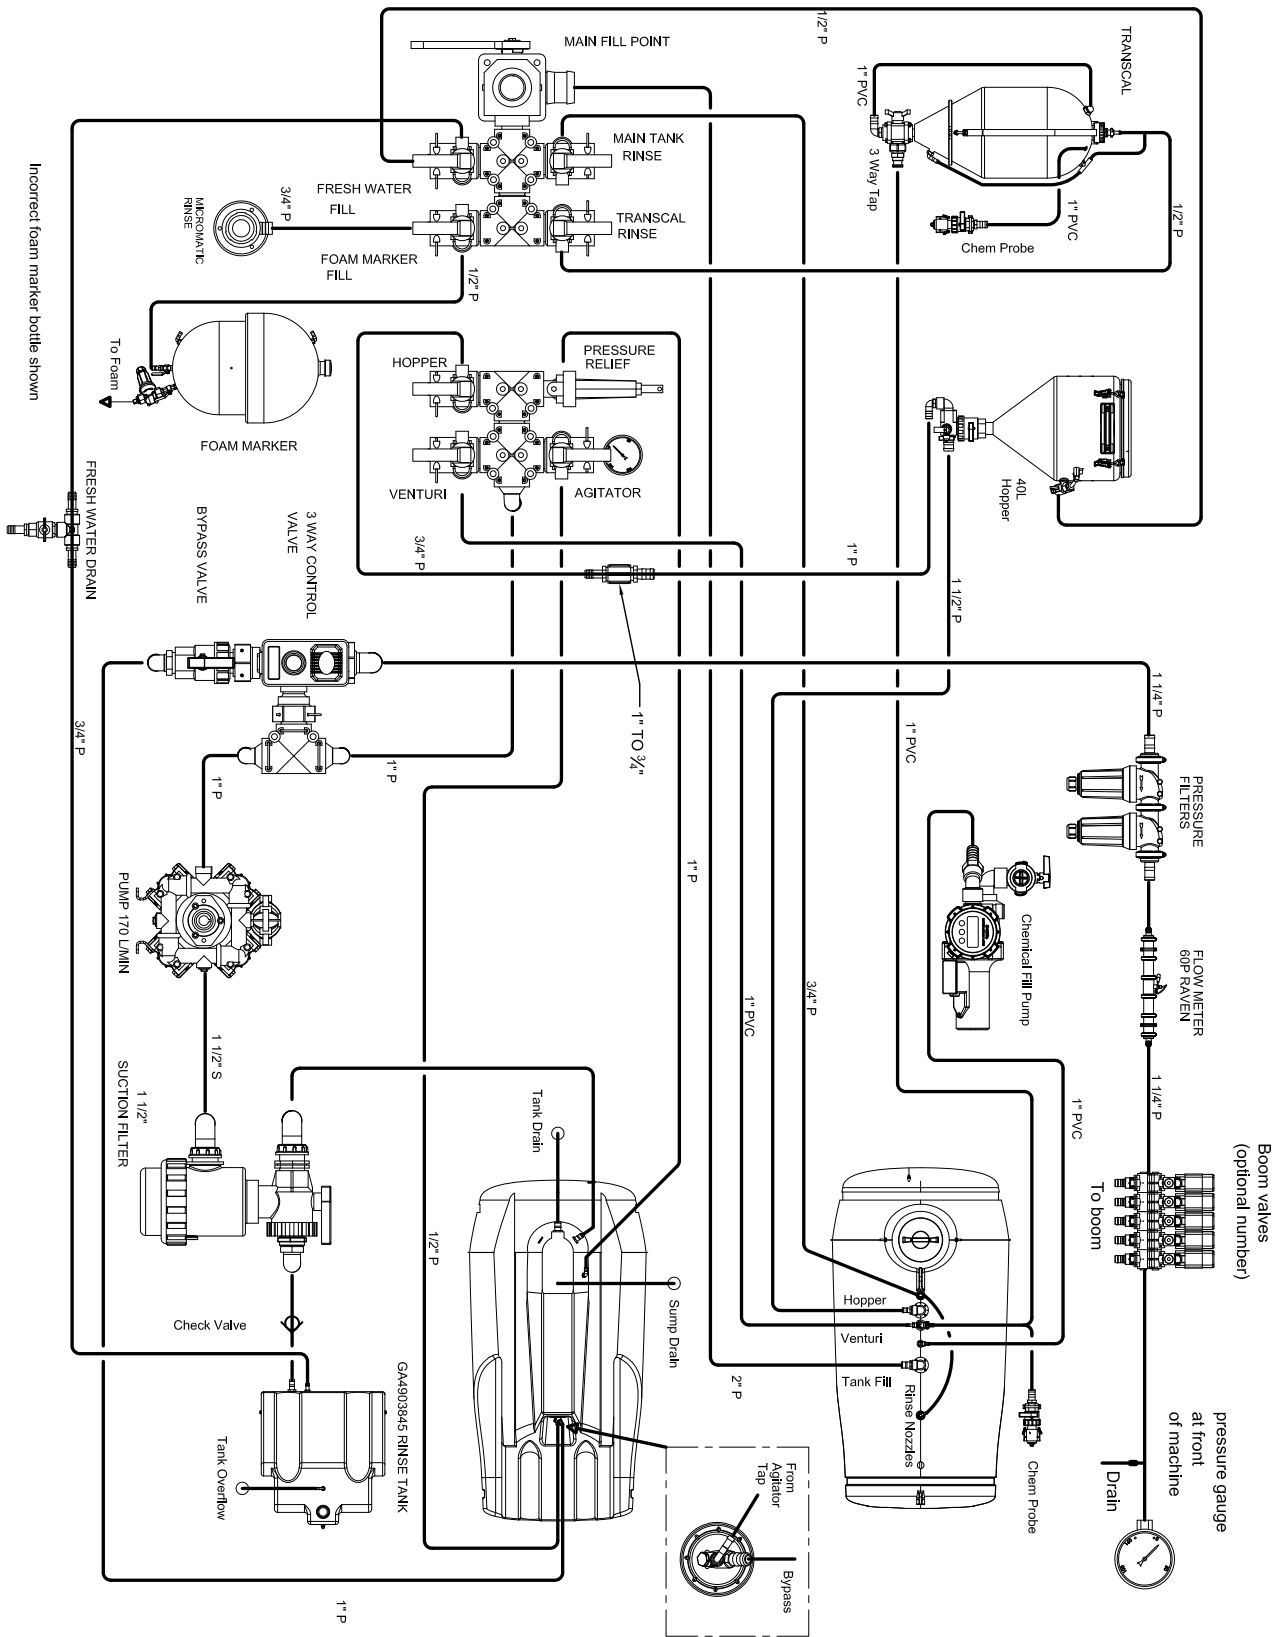 1/2" P
MAIN FILL POINT
TRANSCAL
1" PVC
3 Way Tap
MAIN TANK
RINSE
1/2" P
1" PVC
Chem Probe
FRESH WATER
FILL
3/4" P
MICROMATIC
RINSE
TRANSCAL
RINSE
FOAM MARKER
FILL
1/2" P
Incorrect foam marker bottle shown
To Foam
FOAM MARKER
HOPPER
PRESSURE
RELIEF
VENTURI
AGITATOR
40L
Hopper
FRESH WATER DRAIN
BYPASS VALVE
3 WAY CONTROL
VALVE
3/4" P
1" P
1 1/2" P
1" TO 3/4"
3/4" P
1" P
1" P
1" PVC
1 1/4" P
PRESSURE
FILTERS
PUMP 170 L/MIN
1" P
Chemical Fill Pump
FLOW METER
60P RAVEN
1" PVC
3/4" P
1 1/2" S
1 1/2"
SUCTION FILTER
Tank Drain
1" PVC
1 1/4" P
Boom valves
(optional number)
To boom
1/2" P
Sump Drain
Hopper
Venturi
Tank Fill
Rinse Nozzles
2" P
Check Valve
GA4903845 RINSE TANK
Tank Overflow
From
Agitator
Tap
Bypass
Chem Probe
pressure gauge
at front
of machine
Drain
1" P